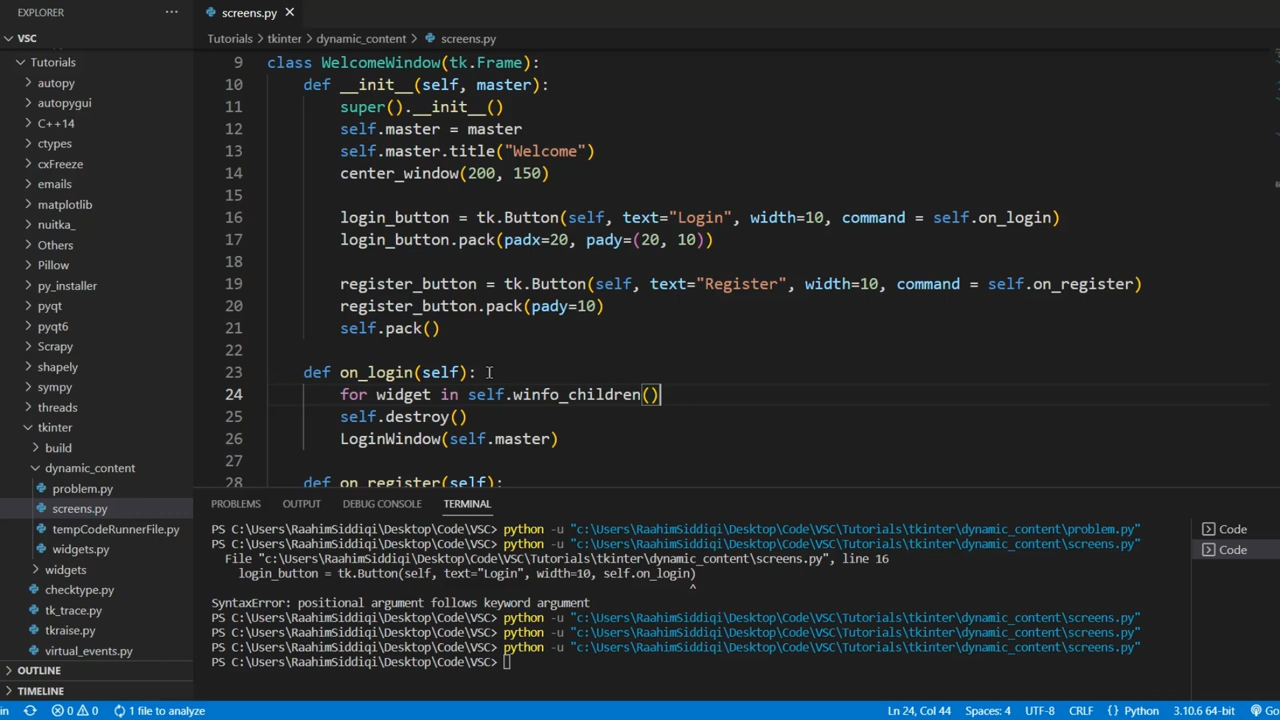 EXPLORER
···
VSC
Tutorials
autopy
autopygui
C++14
ctypes
cxFreeze
emails
matplotlib
nuitka_
Others
Pillow
py_installer
pyqt
pyqt6
Scrapy
shapely
sympy
threads
tkinter
build
dynamic_content
problem.py
screens.py
tempCodeRunnerFile.py
widgets.py
widgets
checktype.py
tk_trace.py
tkraise.py
virtual_events.py
OUTLINE
TIMELINE
screens.py
Tutorials > tkinter > dynamic_content > screens.py
9 class WelcomeWindow(tk.Frame):
10 def __init__(self, master):
11 super().__init__()
12 self.master = master
13 self.master.title("Welcome")
14 center_window(200, 150)
15
16 login_button = tk.Button(self, text="Login", width=10, command = self.on_login)
17 login_button.pack(padx=20, pady=(20, 10))
18
19 register_button = tk.Button(self, text="Register", width=10, command = self.on_register)
20 register_button.pack(pady=10)
21 self.pack()
22
23 def on_login(self):
24 for widget in self.winfo_children()
25 self.destroy()
26 LoginWindow(self.master)
27
28 def on_register(self):
PROBLEMS OUTPUT DEBUG CONSOLE TERMINAL
PS C:\Users\RaahimSiddiqi\Desktop\Code\VSC> python -u "c:\Users\RaahimSiddiqi\Desktop\Code\VSC\Tutorials\tkinter\dynamic_content\problem.py"
PS C:\Users\RaahimSiddiqi\Desktop\Code\VSC> python -u "c:\Users\RaahimSiddiqi\Desktop\Code\VSC\Tutorials\tkinter\dynamic_content\screens.py"
File "c:\Users\RaahimSiddiqi\Desktop\Code\VSC\Tutorials\tkinter\dynamic_content\screens.py", line 16
login_button = tk.Button(self, text="Login", width=10, self.on_login)
^
SyntaxError: positional argument follows keyword argument
PS C:\Users\RaahimSiddiqi\Desktop\Code\VSC> python -u "c:\Users\RaahimSiddiqi\Desktop\Code\VSC\Tutorials\tkinter\dynamic_content\screens.py"
PS C:\Users\RaahimSiddiqi\Desktop\Code\VSC> python -u "c:\Users\RaahimSiddiqi\Desktop\Code\VSC\Tutorials\tkinter\dynamic_content\screens.py"
PS C:\Users\RaahimSiddiqi\Desktop\Code\VSC> python -u "c:\Users\RaahimSiddiqi\Desktop\Code\VSC\Tutorials\tkinter\dynamic_content\screens.py"
PS C:\Users\RaahimSiddiqi\Desktop\Code\VSC>
Code
Code
in 0 0 1 file to analyze Ln 24, Col 44 Spaces: 4 UTF-8 CRLF {} Python 3.10.6 64-bit Go